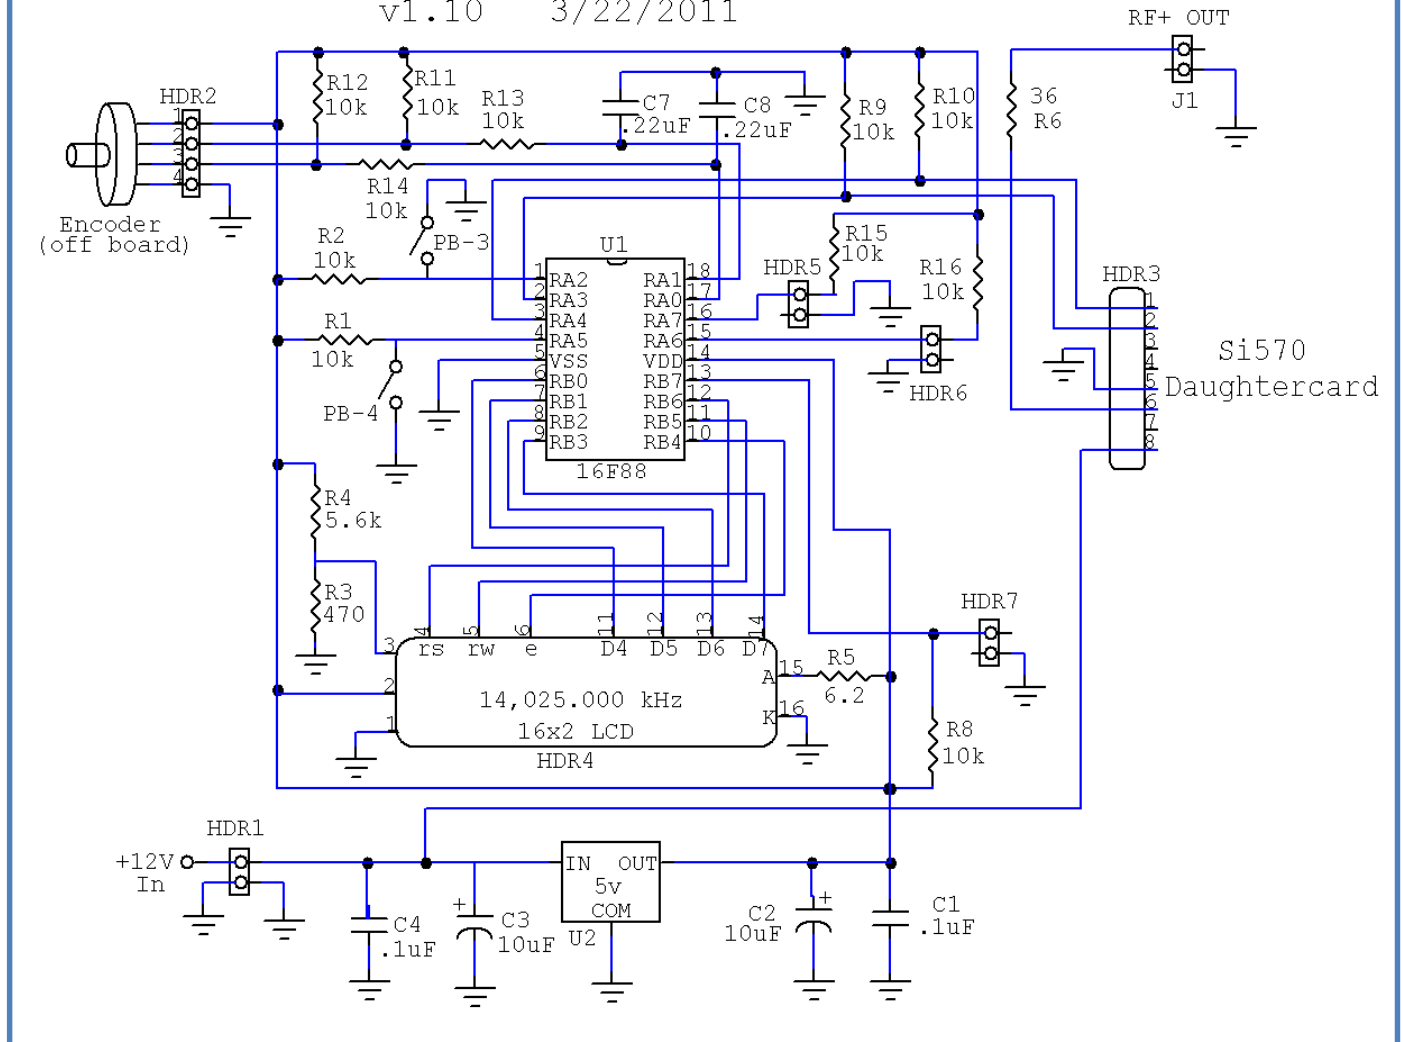 v1.10 3/22/2011
RF+ OUT
J1
HDR2
1
2
3
4
Encoder
(off board)
R12
10k
R11
10k
R13
10k
C7
.22uF
C8
.22uF
R9
10k
R10
10k
36
R6
R14
10k
PB-3
R2
10k
R1
10k
PB-4
U1
1 RA2
2 RA3
3 RA4
4 RA5
5 VSS
6 RB0
7 RB1
8 RB2
9 RB3
RA1 18
RA0 17
RA7 16
RA6 15
VDD 14
RB7 13
RB6 12
RB5 11
RB4 10
16F88
HDR5
R15
10k
R16
10k
HDR6
HDR3
1
2
3
4
5
6
7
8
Si570
Daughtercard
R4
5.6k
R3
470
4 rs
5 rw
6 e
11 D4
12 D5
13 D6
14 D7
3
2
1
A 15
K 16
14,025.000 kHz
16x2 LCD
HDR4
R5
6.2
HDR7
R8
10k
HDR1
+12V
In
C4
.1uF
+
C3
10uF
IN OUT
5v
COM
U2
+
C2
10uF
C1
.1uF